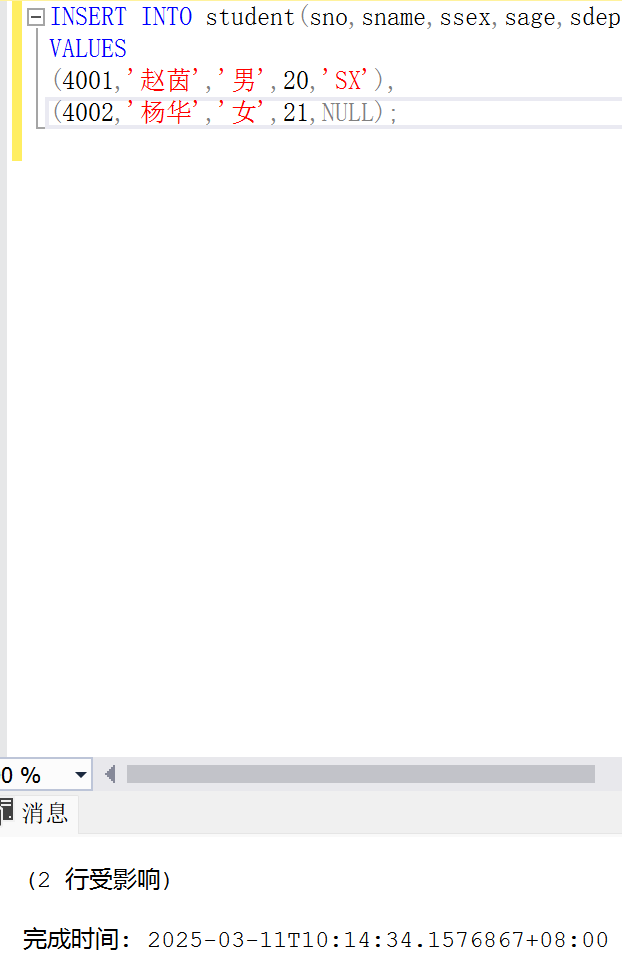 INSERT INTO student(sno,sname,ssex,sage,sdep
VALUES
(4001,'赵茵','男',20,'SX'),
(4002,'杨华','女',21,NULL);
0 %
消息
(2 行受影响)
完成时间: 2025-03-11T10:14:34.1576867+08:00